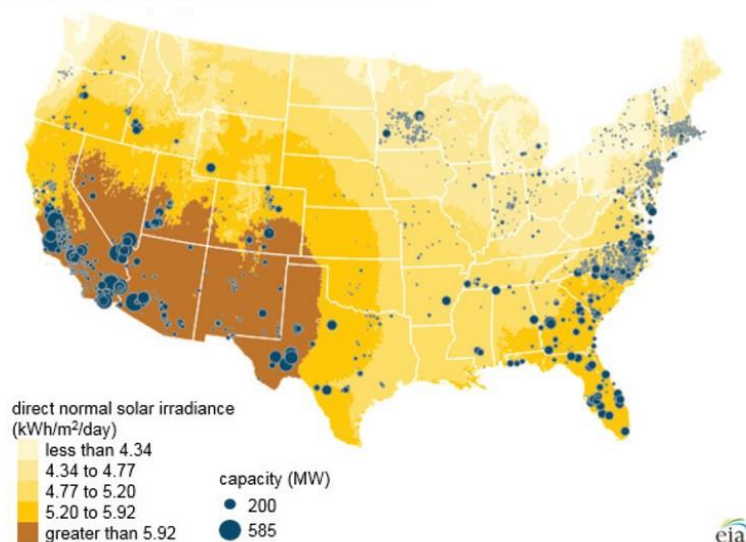 direct normal solar irradiance
(kWh/m²/day)
less than 4.34
4.34 to 4.77
4.77 to 5.20
5.20 to 5.92
greater than 5.92
capacity (MW)
200
585
eia